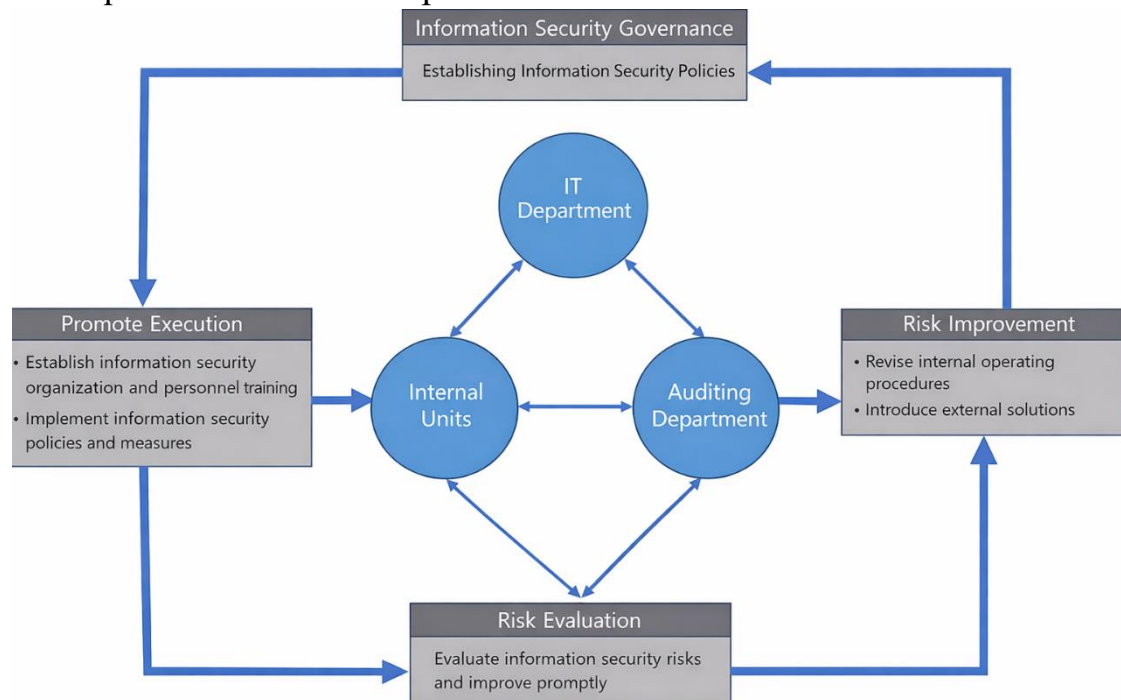 Information Security Governance
Establishing Information Security Policies
IT
Department
Promote Execution
• Establish information security
organization and personnel training
• Implement information security
policies and measures
Internal
Units
Auditing
Department
Risk Improvement
• Revise internal operating
procedures
• Introduce external solutions
Risk Evaluation
Evaluate information security risks
and improve promptly